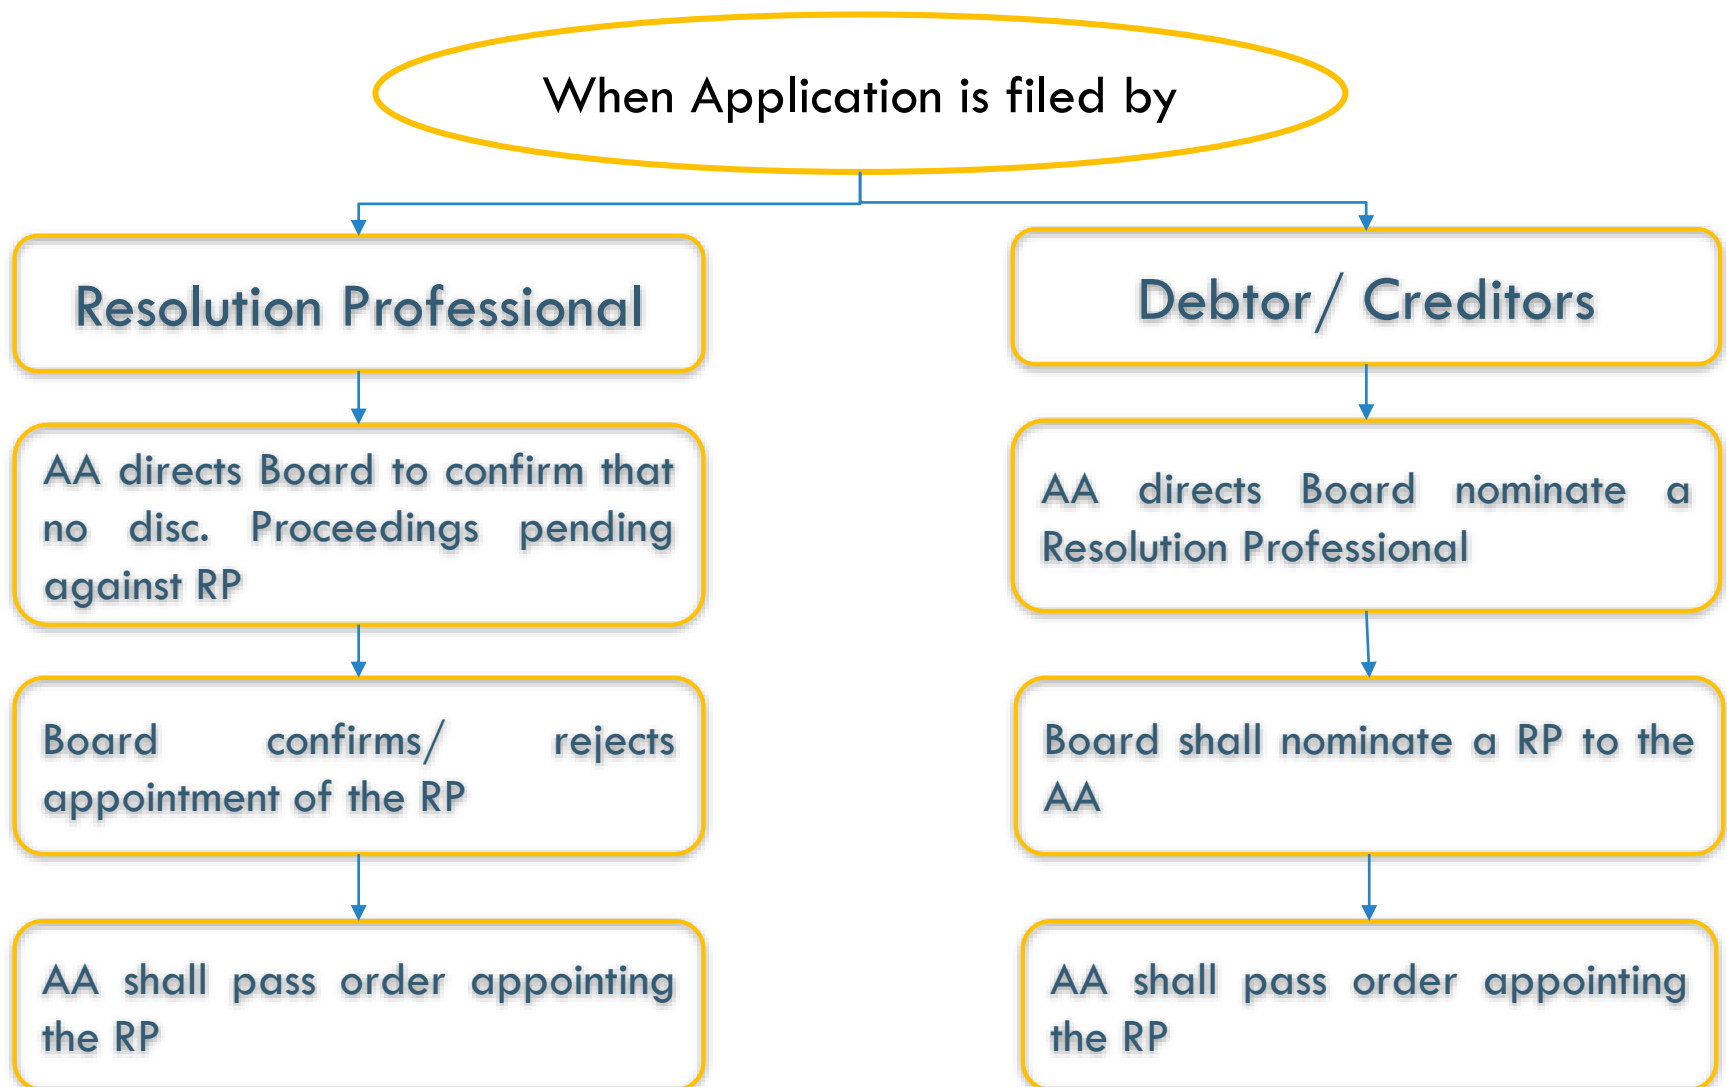 When Application is filed by
Resolution Professional
AA directs Board to confirm that
no disc. Proceedings pending
against RP
Board confirms/ rejects
appointment of the RP
AA shall pass order appointing
the RP
Debtor/ Creditors
AA directs Board nominate a
Resolution Professional
Board shall nominate a RP to the
AA
AA shall pass order appointing
the RP